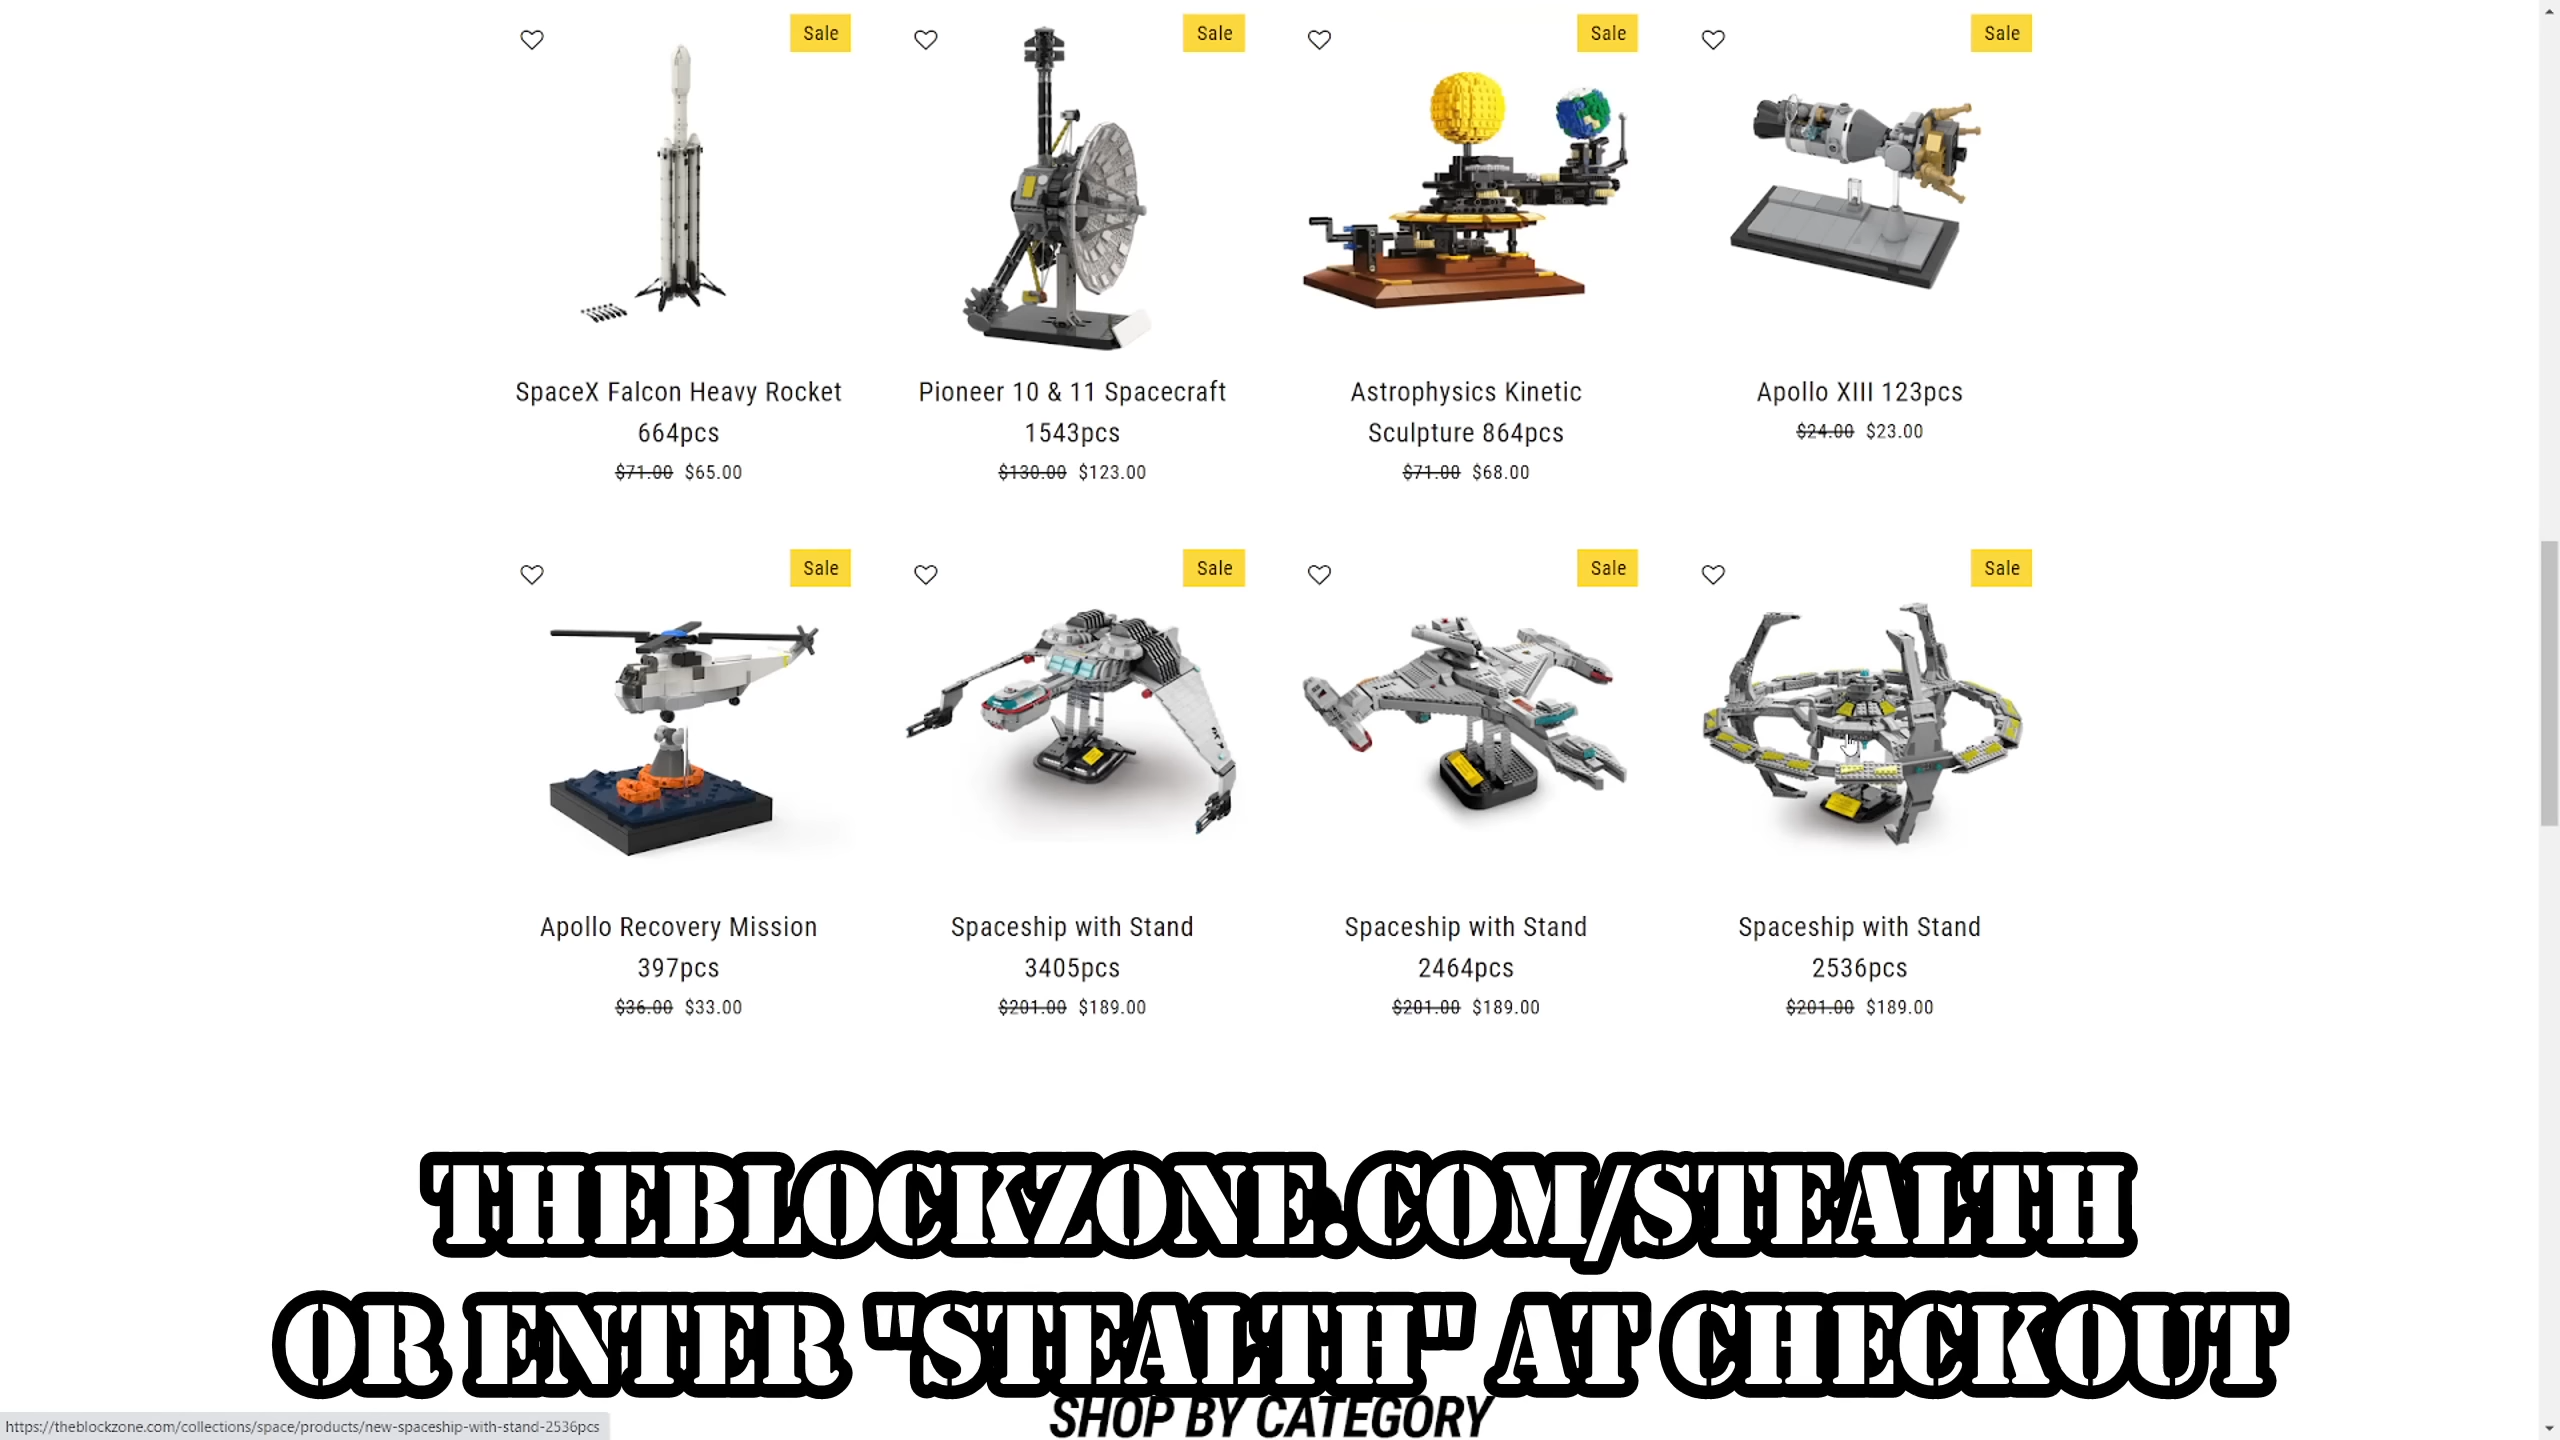 Sale
Sale
Sale
Sale
SpaceX Falcon Heavy Rocket
664pcs
$71.00 $65.00
Pioneer 10 & 11 Spacecraft
1543pcs
$130.00 $123.00
Astrophysics Kinetic
Sculpture 864pcs
$71.00 $68.00
Apollo XIII 123pcs
$24.00 $23.00
Sale
Sale
Sale
Sale
Apollo Recovery Mission
397pcs
$36.00 $33.00
Spaceship with Stand
3405pcs
$201.00 $189.00
Spaceship with Stand
2464pcs
$201.00 $189.00
Spaceship with Stand
2536pcs
$201.00 $189.00
THEBLOCKZONE.COM/STEALTH
OR ENTER "STEALTH" AT CHECKOUT
SHOP BY CATEGORY
https://theblockzone.com/collections/space/products/new-spaceship-with-stand-2536pcs